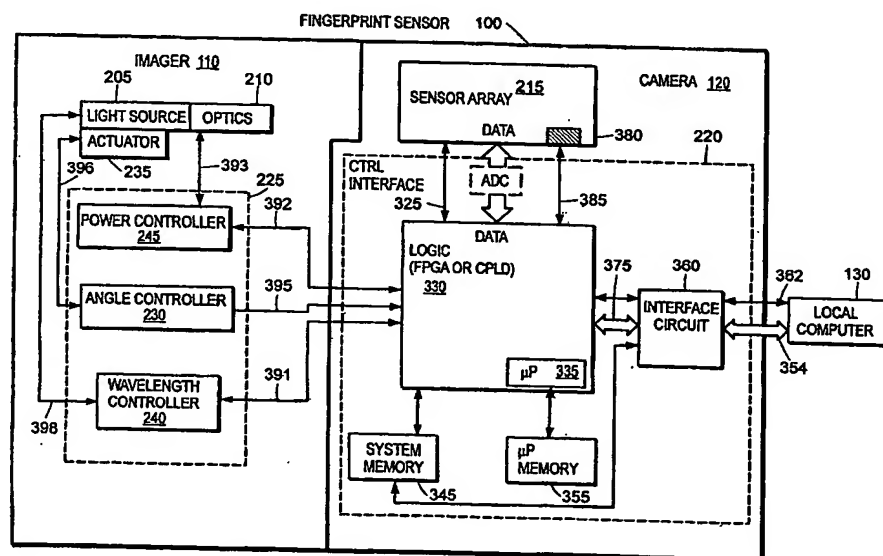 FINGERPRINT SENSOR 100
IMAGER 110
205
210
LIGHT SOURCE
OPTICS
ACTUATOR
396
235
393
225
392
POWER CONTROLLER
245
ANGLE CONTROLLER
230
395
WAVELENGTH
CONTROLLER
240
391
398
CAMERA 120
SENSOR ARRAY 215
DATA
380
220
CTRL
INTERFACE
325
ADC
385
DATA
LOGIC
(FPGA OR CPLD)
330
375
360
INTERFACE
CIRCUIT
362
130
LOCAL
COMPUTER
354
µP 335
SYSTEM
MEMORY
345
µP
MEMORY
355